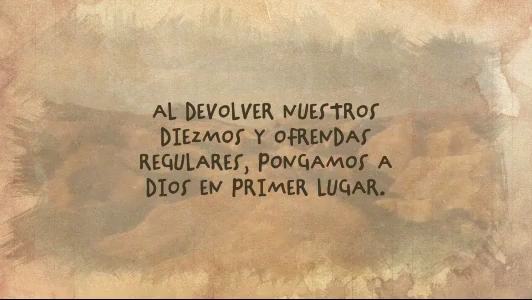 AL DEVOLVER NUESTROS
DIEZMOS Y OFRENDAS
REGULARES, PONGAMOS A
DIOS EN PRIMER LUGAR.